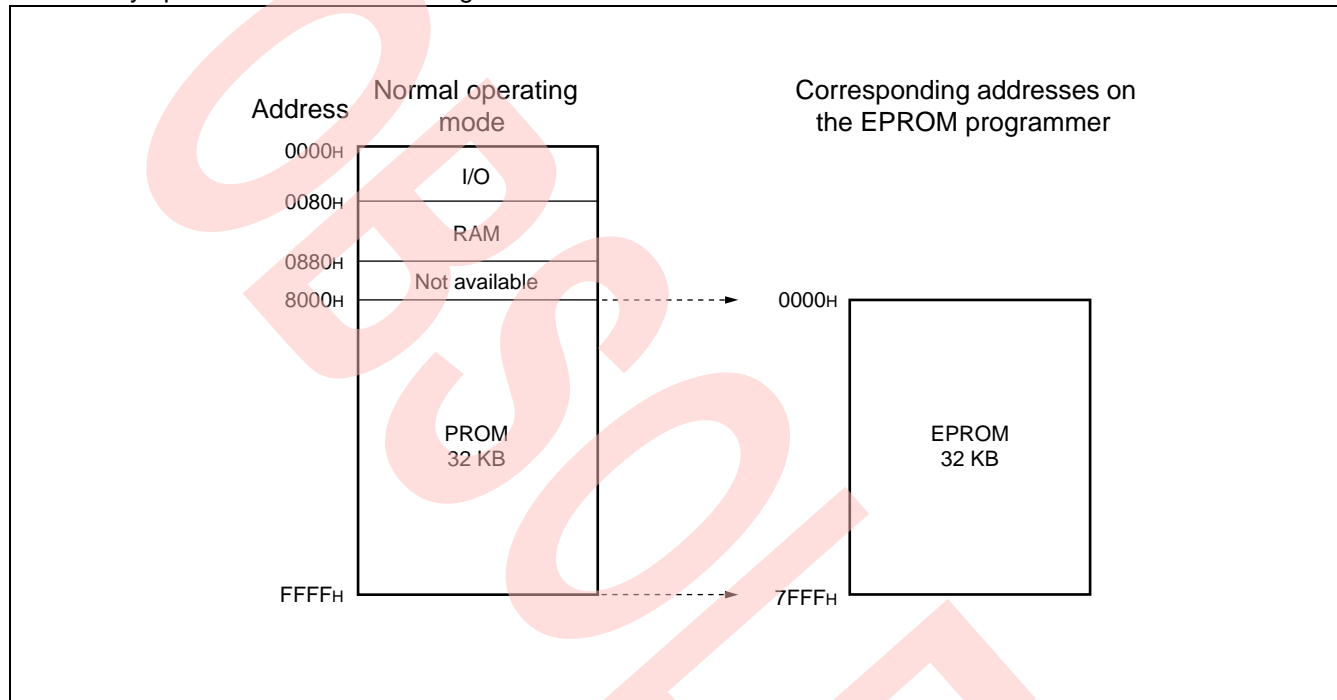 Normal operating
mode
Corresponding addresses on
the EPROM programmer
Address
0000H
I/O
0080H
RAM
0880H
Not available
8000H
0000H
PROM
32 KB
EPROM
32 KB
FFFFH
7FFFH
OBSOLE